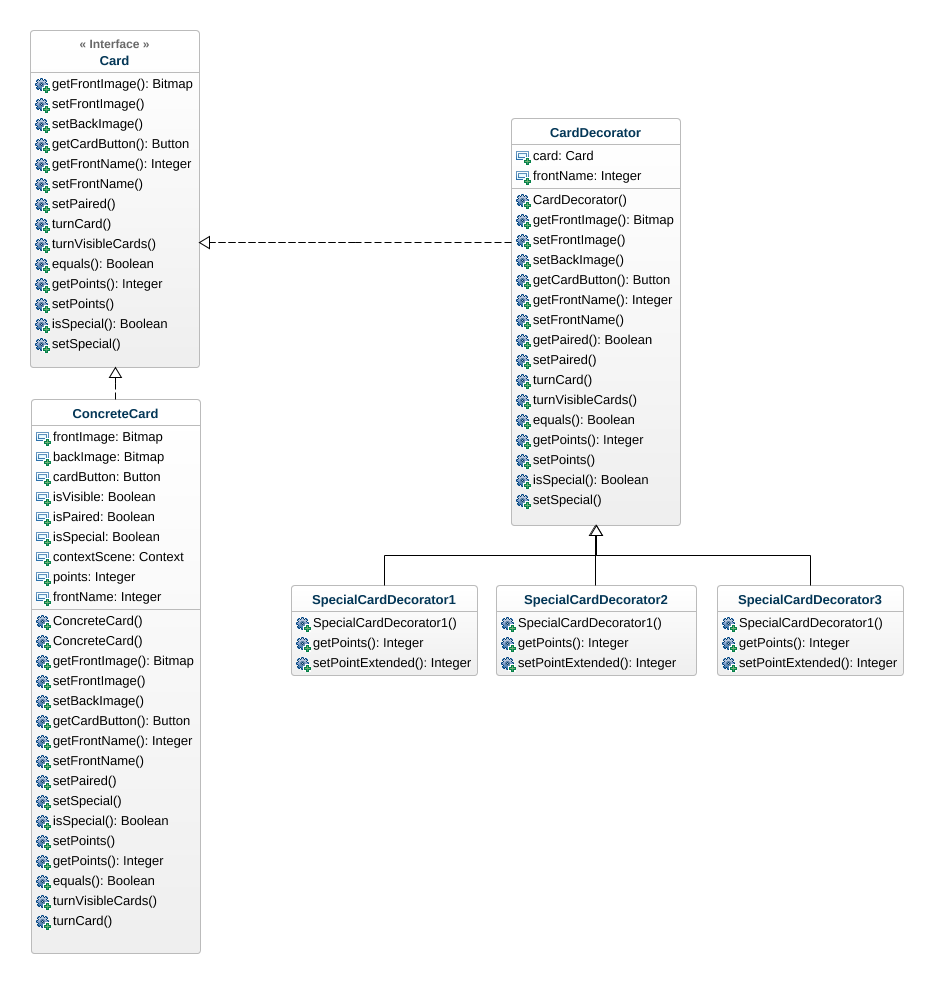 « Interface »
Card
getFrontImage(): Bitmap
setFrontImage()
setBackImage()
getCardButton(): Button
getFrontName(): Integer
setFrontName()
setPaired()
turnCard()
turnVisibleCards()
equals(): Boolean
getPoints(): Integer
setPoints()
isSpecial(): Boolean
setSpecial()
CardDecorator
card: Card
frontName: Integer
CardDecorator()
getFrontImage(): Bitmap
setFrontImage()
setBackImage()
getCardButton(): Button
getFrontName(): Integer
setFrontName()
getPaired(): Boolean
setPaired()
turnCard()
turnVisibleCards()
equals(): Boolean
getPoints(): Integer
setPoints()
isSpecial(): Boolean
setSpecial()
ConcreteCard
frontImage: Bitmap
backImage: Bitmap
cardButton: Button
isVisible: Boolean
isPaired: Boolean
isSpecial: Boolean
contextScene: Context
points: Integer
frontName: Integer
ConcreteCard()
ConcreteCard()
getFrontImage(): Bitmap
setFrontImage()
setBackImage()
getCardButton(): Button
getFrontName(): Integer
setFrontName()
setPaired()
setSpecial()
isSpecial(): Boolean
setPoints()
getPoints(): Integer
equals(): Boolean
turnVisibleCards()
turnCard()
SpecialCardDecorator1
SpecialCardDecorator1()
getPoints(): Integer
setPointExtended(): Integer
SpecialCardDecorator2
SpecialCardDecorator1()
getPoints(): Integer
setPointExtended(): Integer
SpecialCardDecorator3
SpecialCardDecorator1()
getPoints(): Integer
setPointExtended(): Integer